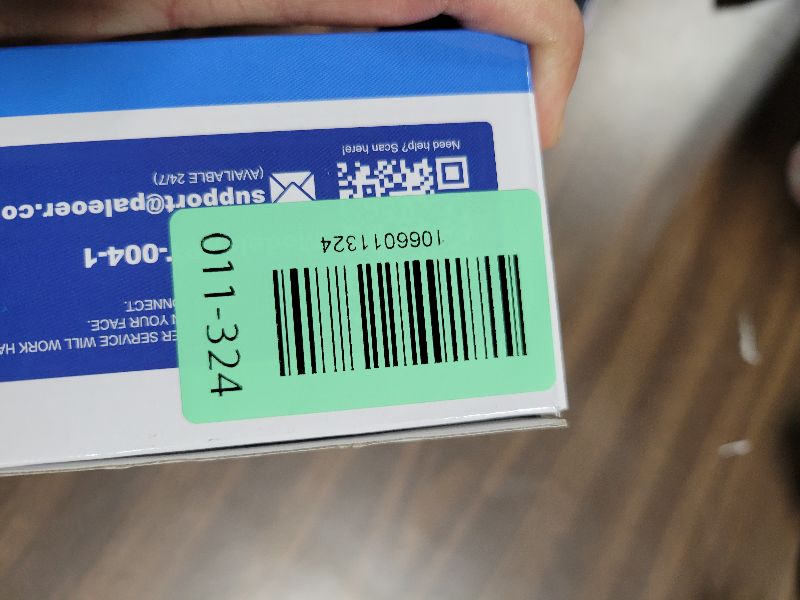 ER SERVICE WILL WORK HA
N YOUR FACE.
ONNECT.
-004-1
support@paleoer.co
(AVAILABLE 24/7)
Need help? Scan here!
1066011324
011-324